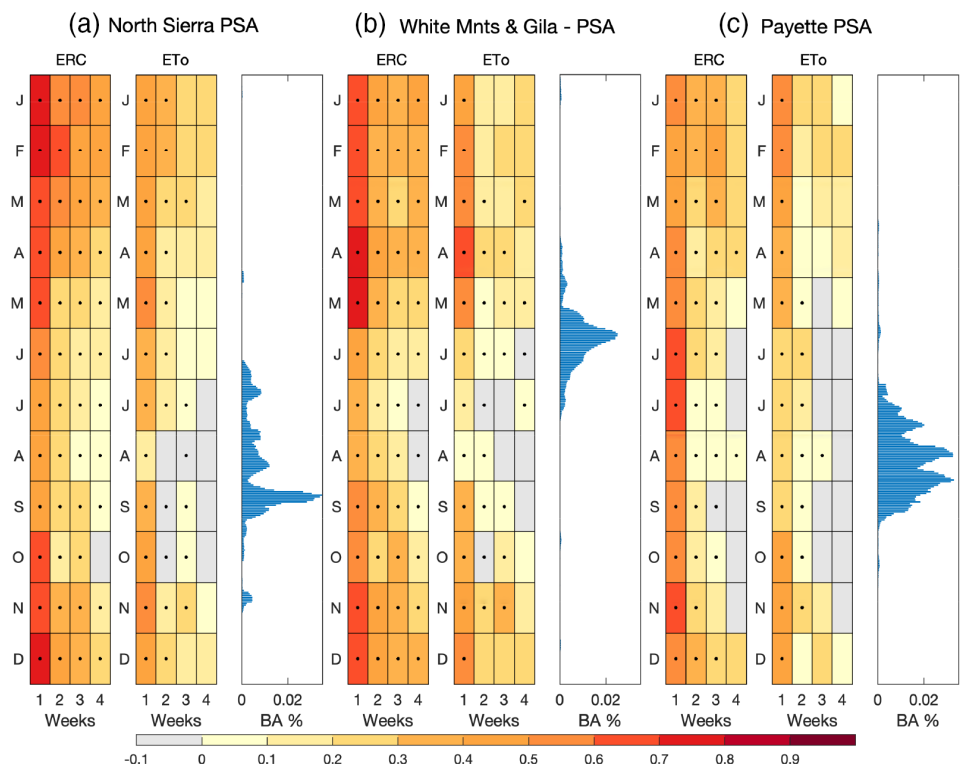 (a) North Sierra PSA (b) White Mnts & Gila - PSA (c) Payette PSA
ERC ETo ERC ETo ERC ETo
J J J J J J
F F F F F F
M M M M M M
A A A A A A
M M M M M M
J J J J J J
J J J J J J
A A A A A A
S S S S S S
O O O O O O
N N N N N N
D D D D D D
1 2 3 4 1 2 3 4 0 0.02 1 2 3 4 1 2 3 4 0 0.02 1 2 3 4 1 2 3 4 0 0.02
Weeks Weeks BA % Weeks Weeks BA % Weeks Weeks BA %
-0.1 0 0.1 0.2 0.3 0.4 0.5 0.6 0.7 0.8 0.9